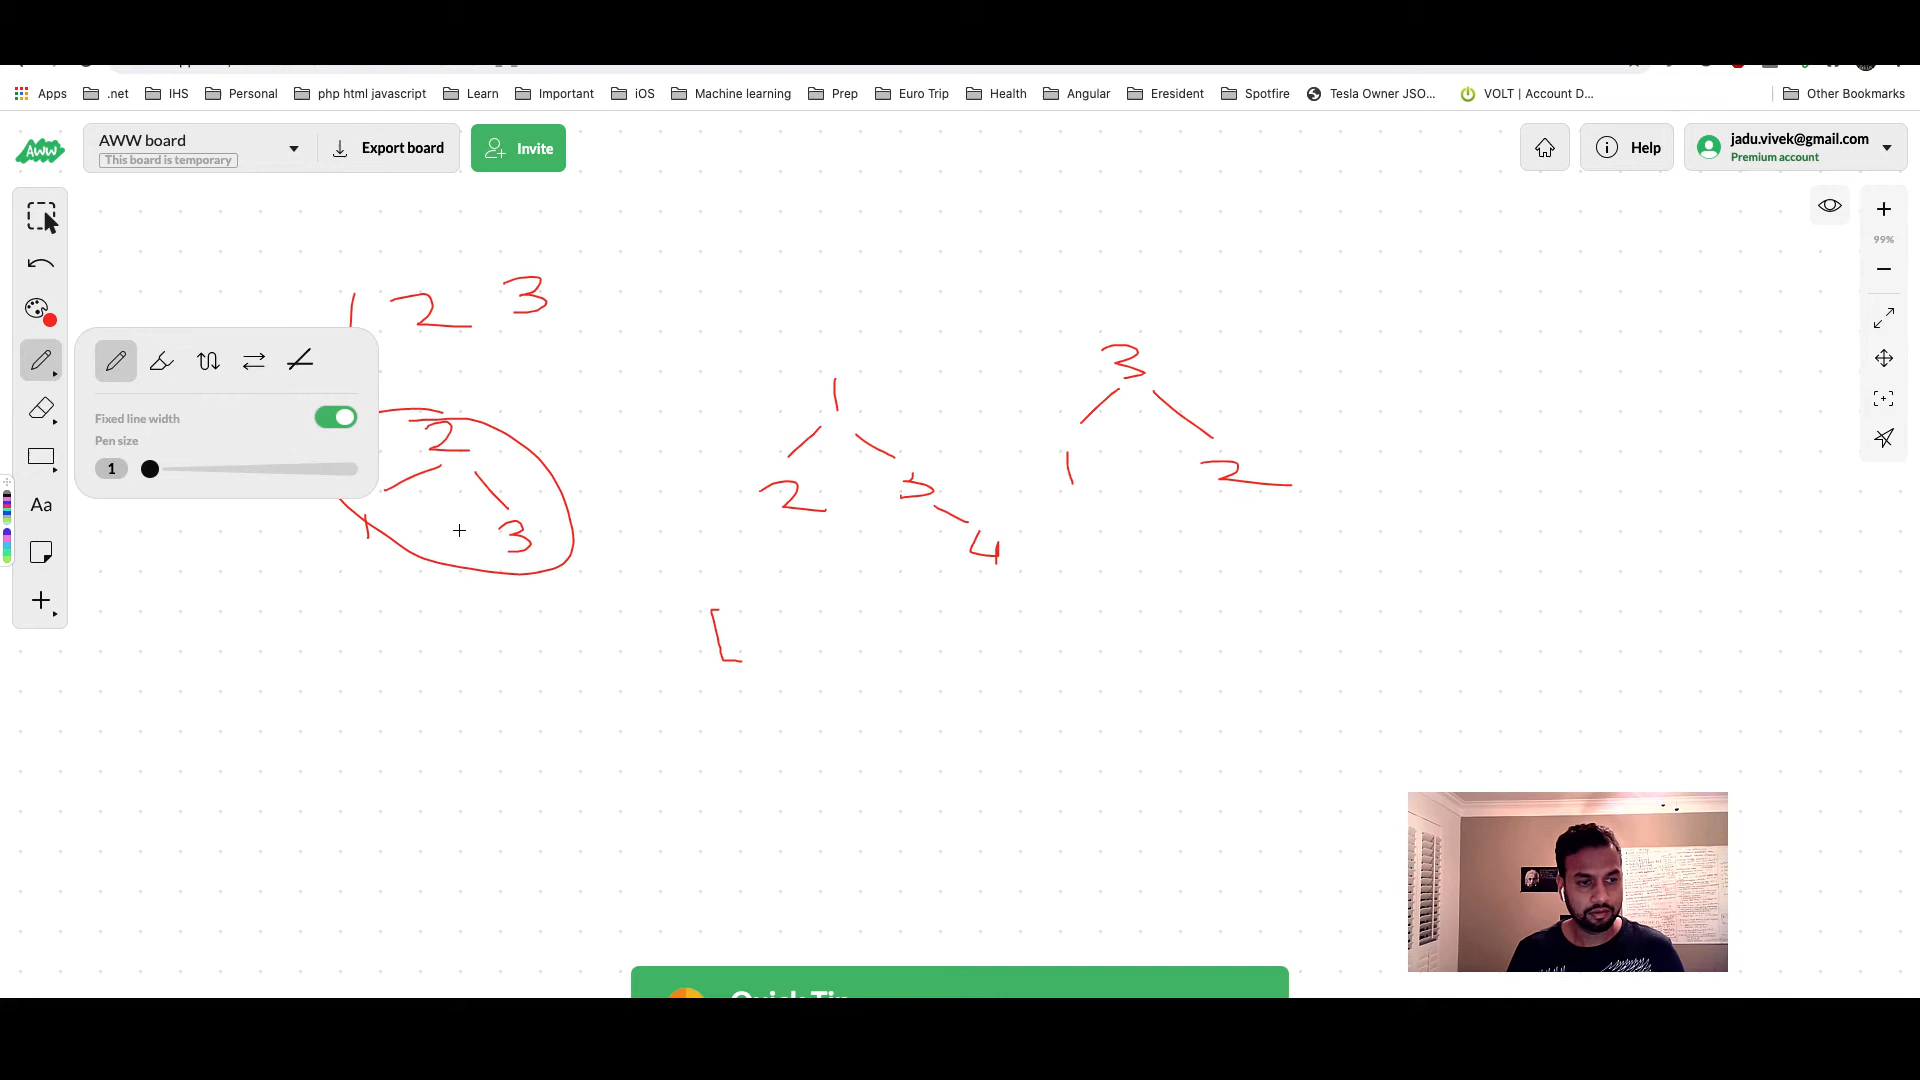 Apps .net IHS Personal php html javascript Learn Important iOS Machine learning Prep Euro Trip Health Angular Eresident Spotfire Tesla Owner JSO... VOLT | Account D... Other Bookmarks
AWW
AWW board
This board is temporary
Export board
Invite
Help
jadu.vivek@gmail.com
Premium account
99%
1 2 3
Fixed line width
Pen size
1
Aa
2
1 3
1
2
4
3
1 2
[